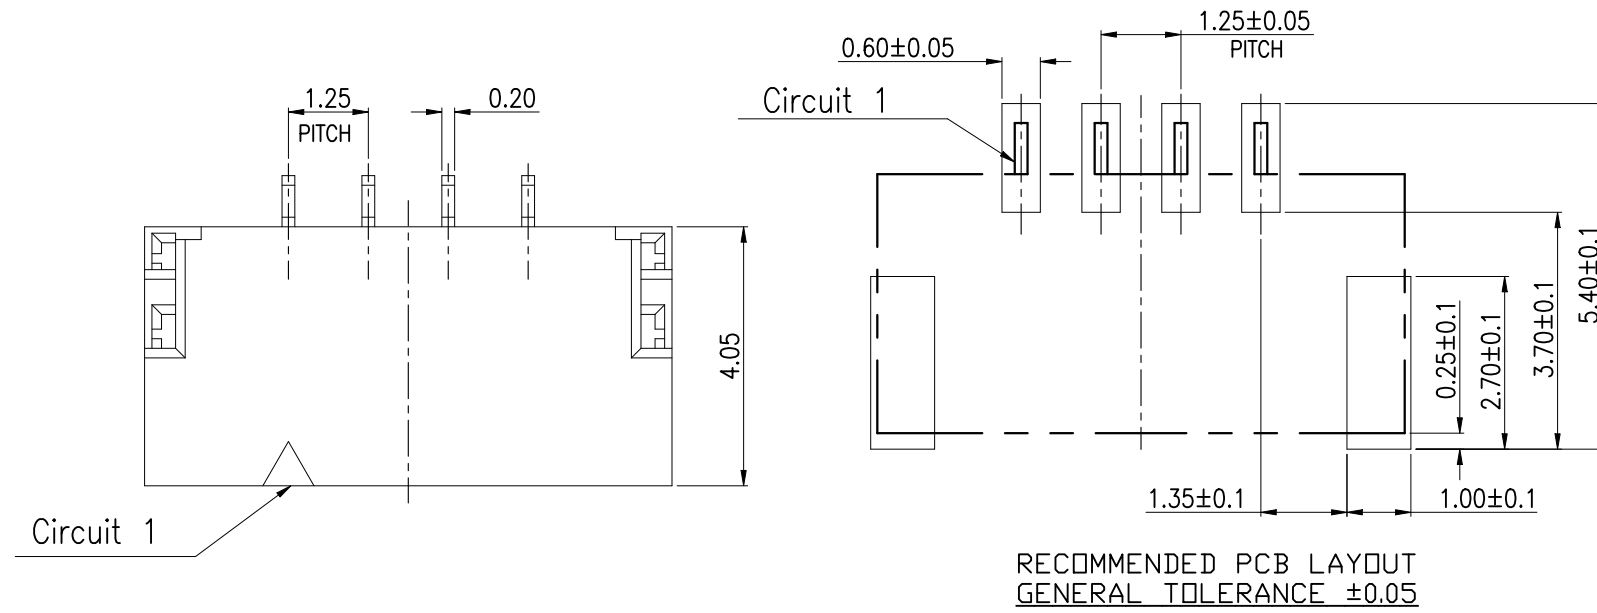 1.25
PITCH
0.20
4.05
Circuit 1
0.60±0.05
1.25±0.05
PITCH
Circuit 1
0.25±0.1
2.70±0.1
3.70±0.1
5.40±0.1
1.35±0.1
1.00±0.1
RECOMMENDED PCB LAYOUT
GENERAL TOLERANCE ±0.05